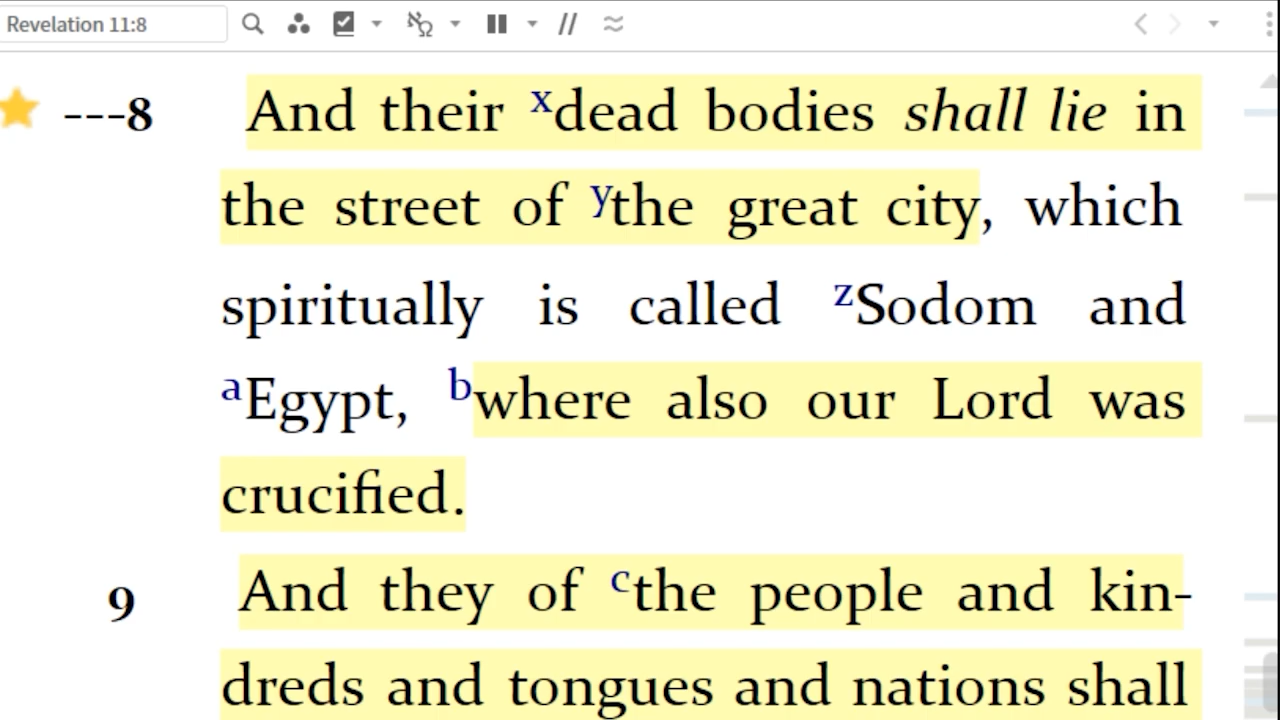 Revelation 11:8
---8 And their xdead bodies shall lie in
the street of ythe great city, which
spiritually is called zSodom and
aEgypt, bwhere also our Lord was
crucified.
9 And they of cthe people and kin-
dreds and tongues and nations shall